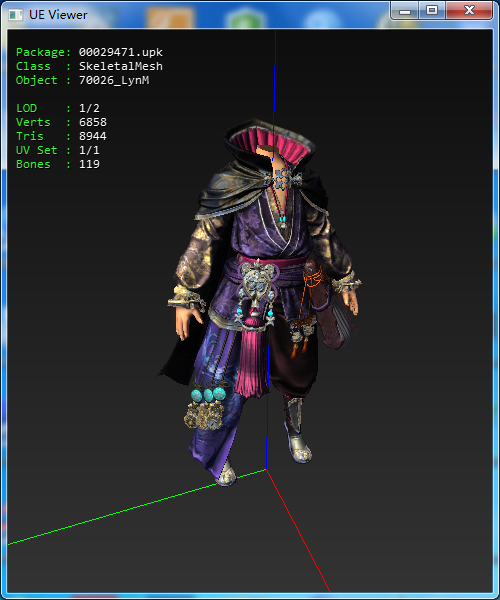 UE Viewer
Package: 00029471.upk
Class : SkeletalMesh
Object : 70026_LynM
LOD : 1/2
Verts : 6858
Tris : 8944
UV Set : 1/1
Bones : 119